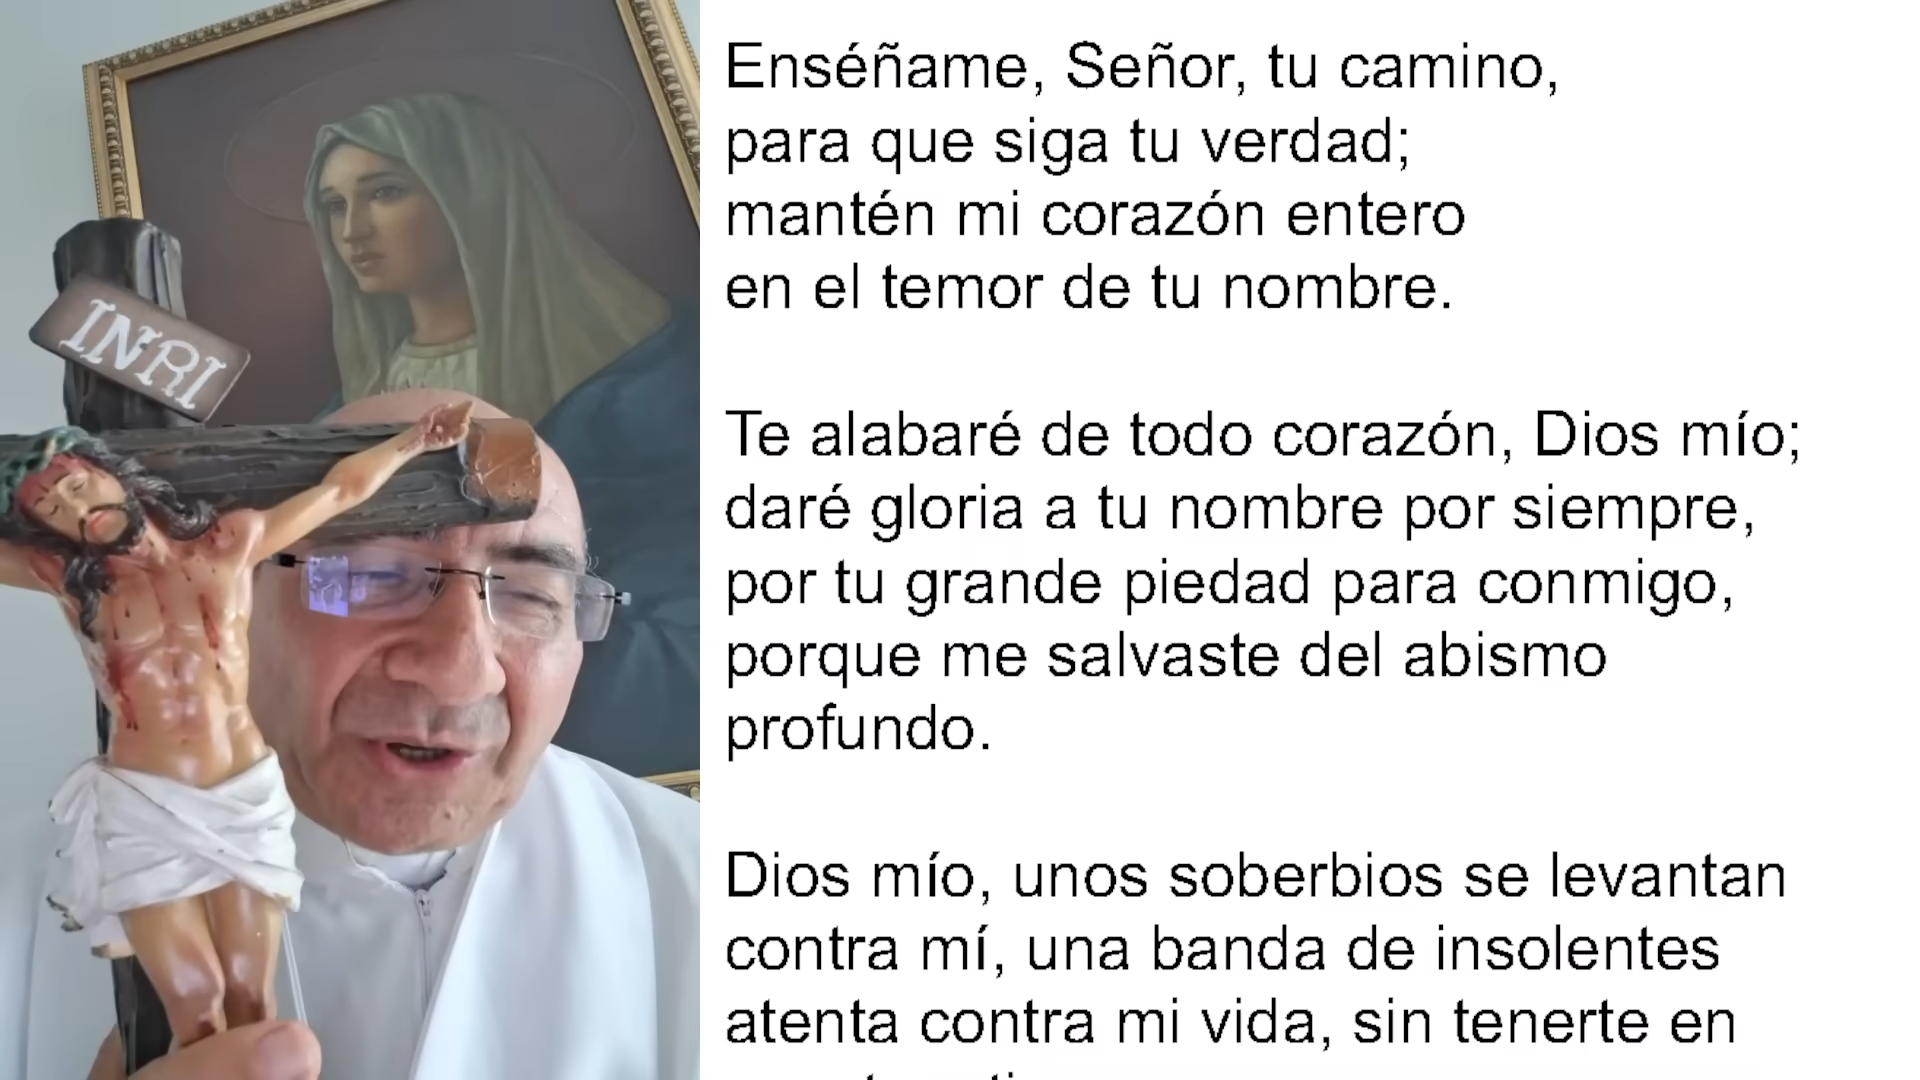 INRI
Enséñame, Señor, tu camino,
para que siga tu verdad;
mantén mi corazón entero
en el temor de tu nombre.
Te alabaré de todo corazón, Dios mío;
daré gloria a tu nombre por siempre,
por tu grande piedad para conmigo,
porque me salvaste del abismo
profundo.
Dios mío, unos soberbios se levantan
contra mí, una banda de insolentes
atenta contra mi vida, sin tenerte en